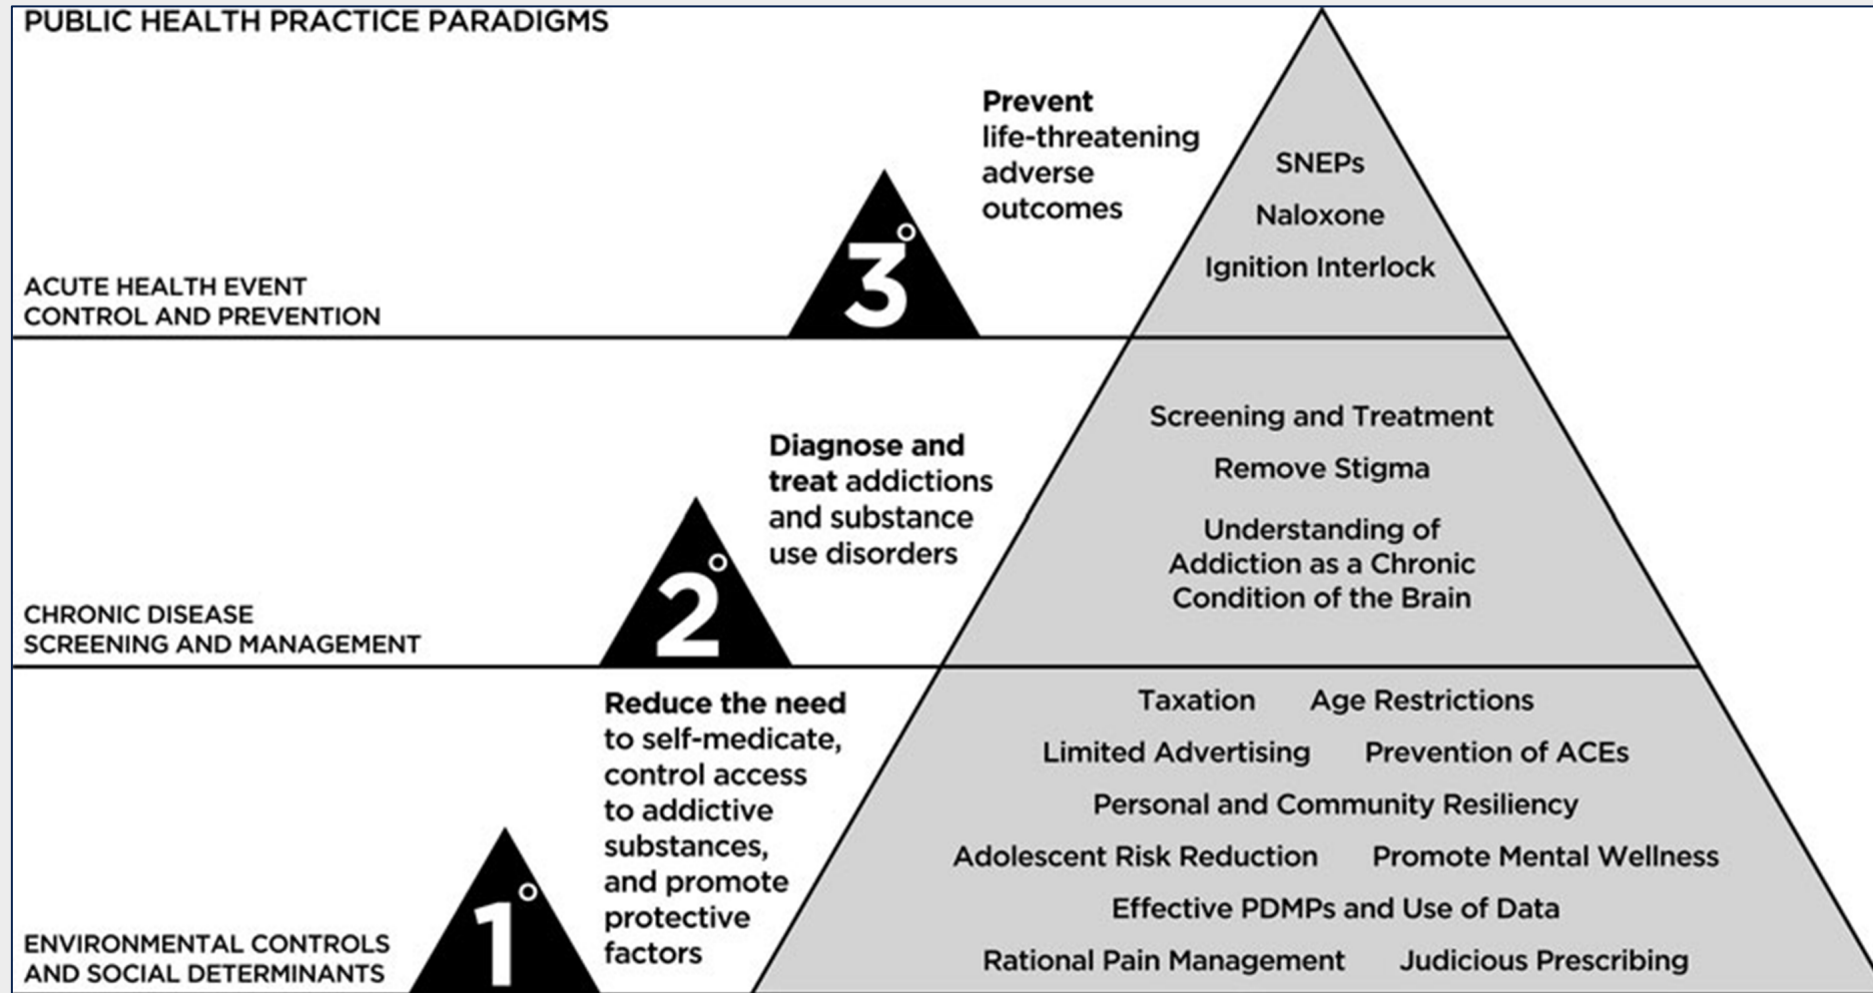 PUBLIC HEALTH PRACTICE PARADIGMS
Prevent
life-threatening
adverse
outcomes
3°
SNEPs
Naloxone
Ignition Interlock
ACUTE HEALTH EVENT
CONTROL AND PREVENTION
Diagnose and
treat addictions
and substance
use disorders
2°
Screening and Treatment
Remove Stigma
Understanding of
Addiction as a Chronic
Condition of the Brain
CHRONIC DISEASE
SCREENING AND MANAGEMENT
Reduce the need
to self-medicate,
control access
to addictive
substances,
and promote
protective
factors
1°
Taxation Age Restrictions
Limited Advertising Prevention of ACEs
Personal and Community Resiliency
Adolescent Risk Reduction Promote Mental Wellness
Effective PDMPs and Use of Data
Rational Pain Management Judicious Prescribing
ENVIRONMENTAL CONTROLS
AND SOCIAL DETERMINANTS